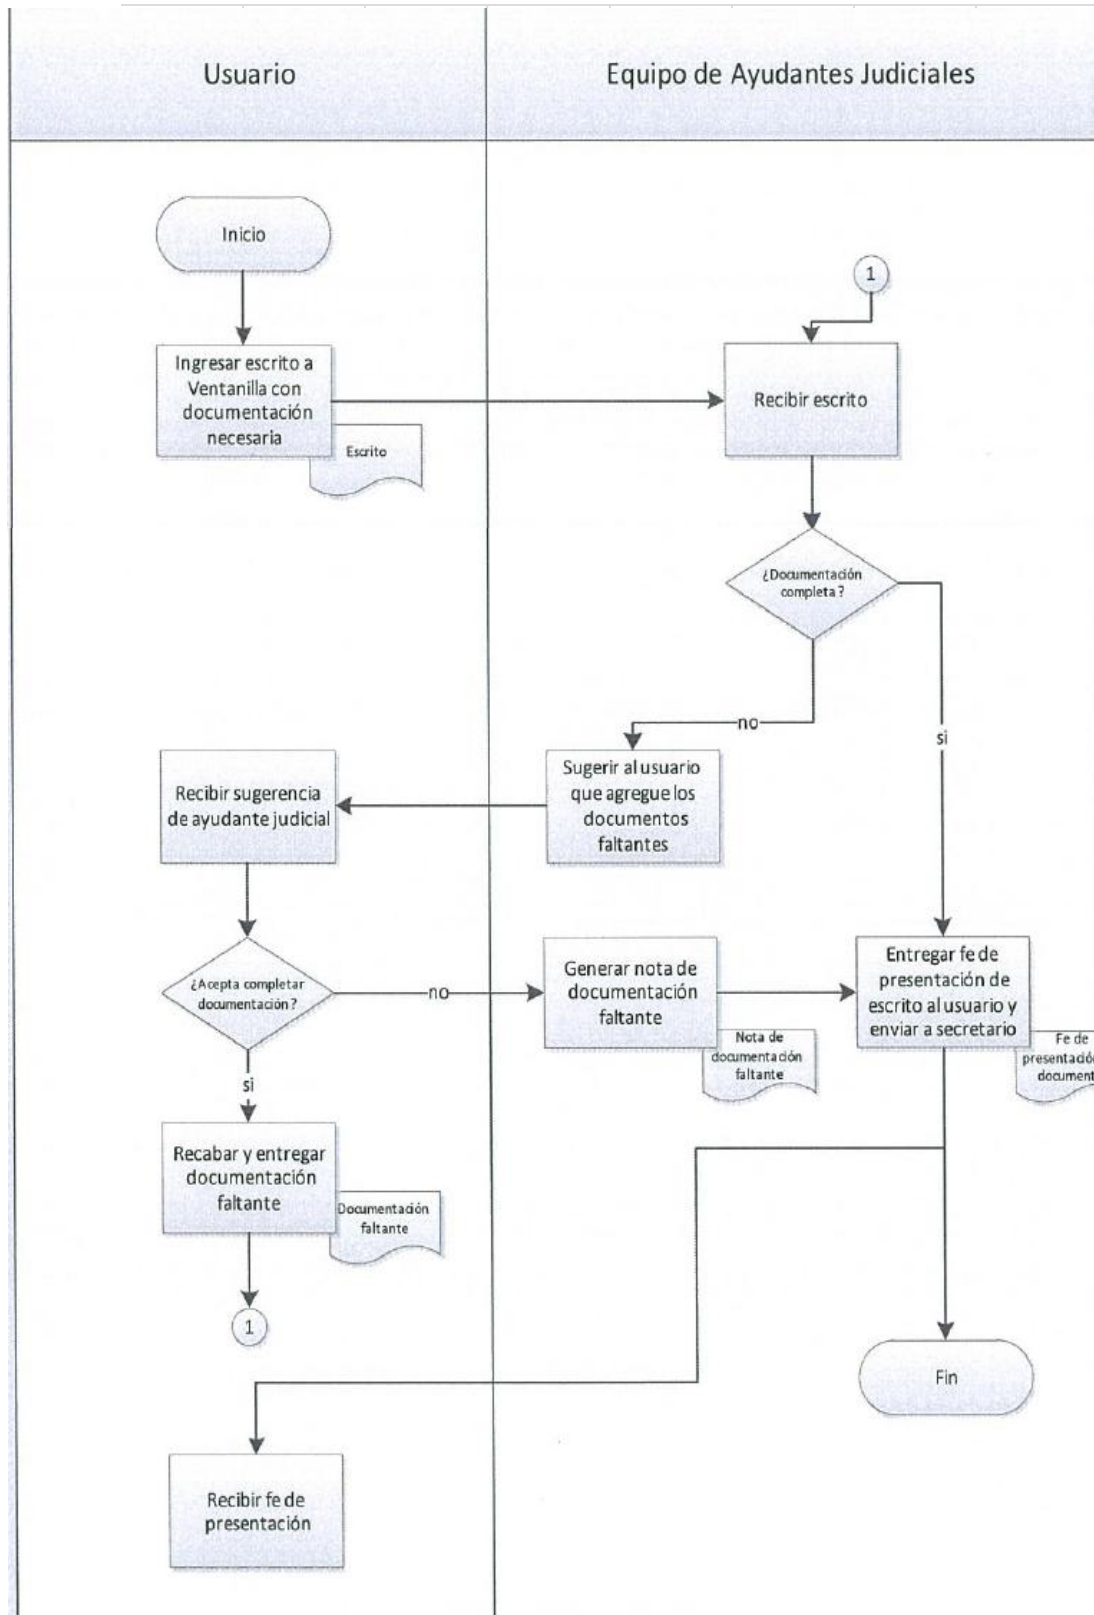 Usuario
Equipo de Ayudantes Judiciales
Inicio
1
Ingresar escrito a
Ventanilla con
documentación
necesaria
Escrito
Recibir escrito
¿Documentación
completa?
no
si
Sugerir al usuario
que agregue los
documentos
faltantes
Recibir sugerencia
de ayudante judicial
¿Acepta completar
documentación?
no
si
Generar nota de
documentación
faltante
Nota de
documentación
faltante
Entregar fe de
presentación de
escrito al usuario y
enviar a secretario
Fe de
presentación
document
Recabar y entregar
documentación
faltante
Documentación
faltante
1
Fin
Recibir fe de
presentación